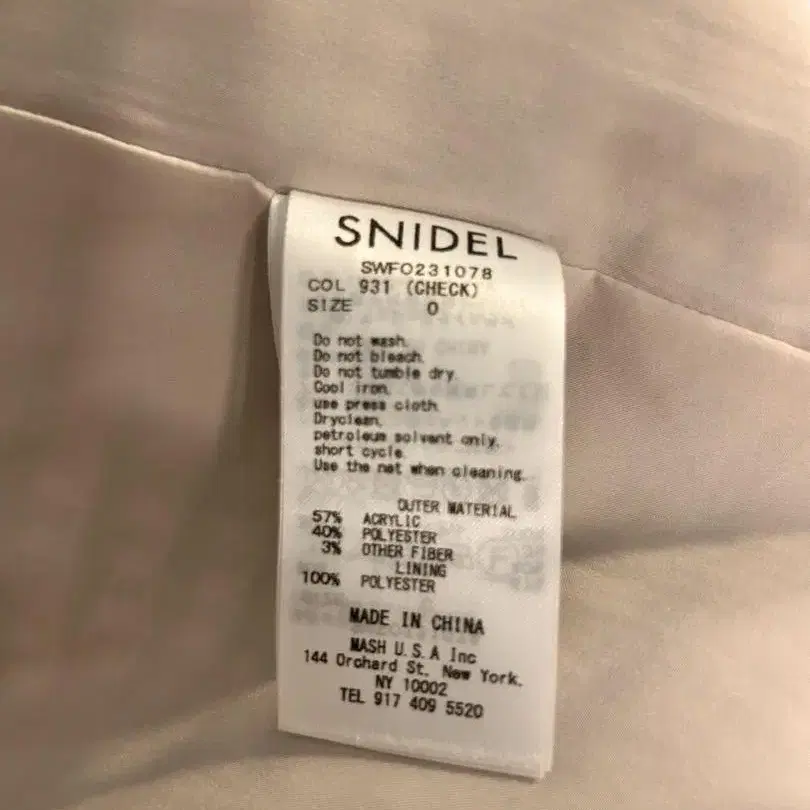 SNIDEL
SWFO231078
COL 931 (CHECK)
SIZE 0
Do not wash.
Do not bleach.
Do not tumble dry.
Cool iron,
use press cloth.
Dryclean,
petroleum solvent only,
short cycle.
Use the net when cleaning.
OUTER MATERIAL
57% ACRYLIC
40% POLYESTER
3% OTHER FIBER
LINING
100% POLYESTER
MADE IN CHINA
MASH U.S.A Inc
144 Orchard St. New York.
NY 10002
TEL 917 409 5520